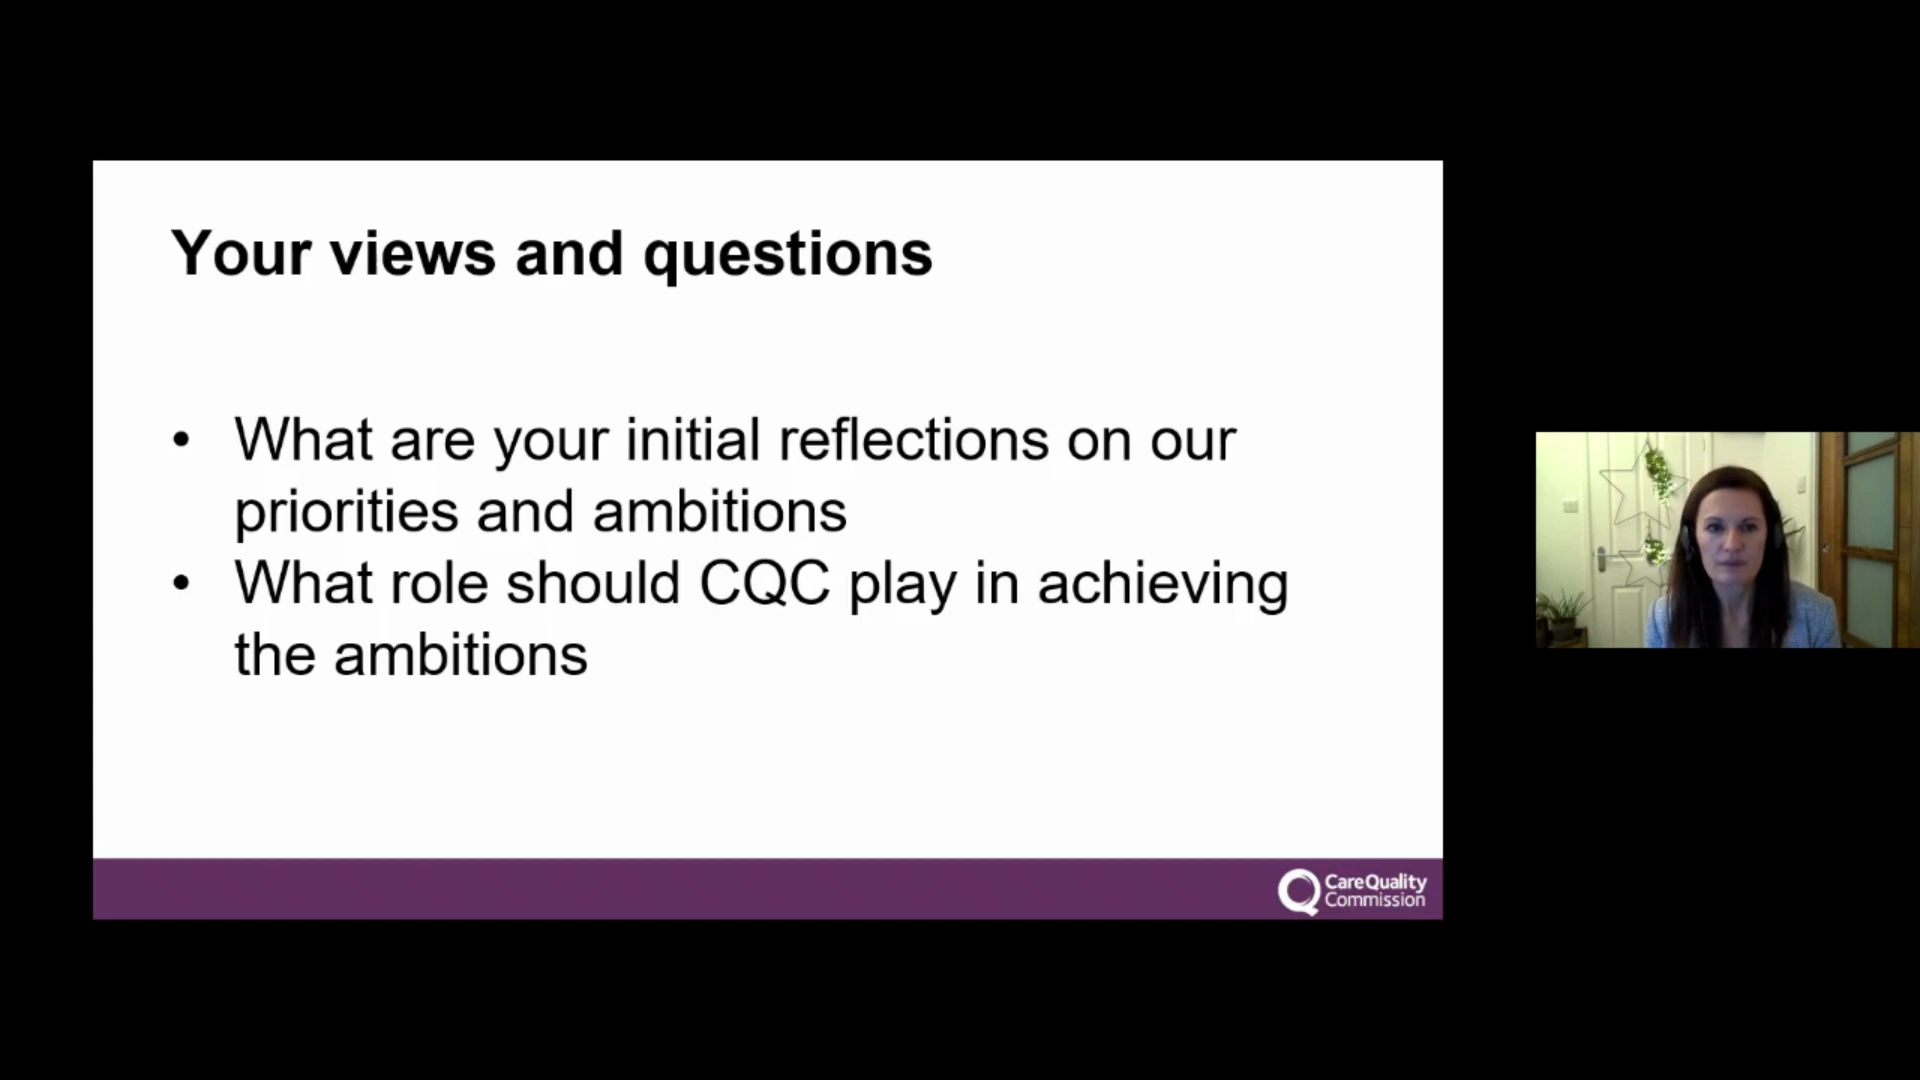 Your views and questions
• What are your initial reflections on our
priorities and ambitions
• What role should CQC play in achieving
the ambitions
CareQuality
Commission